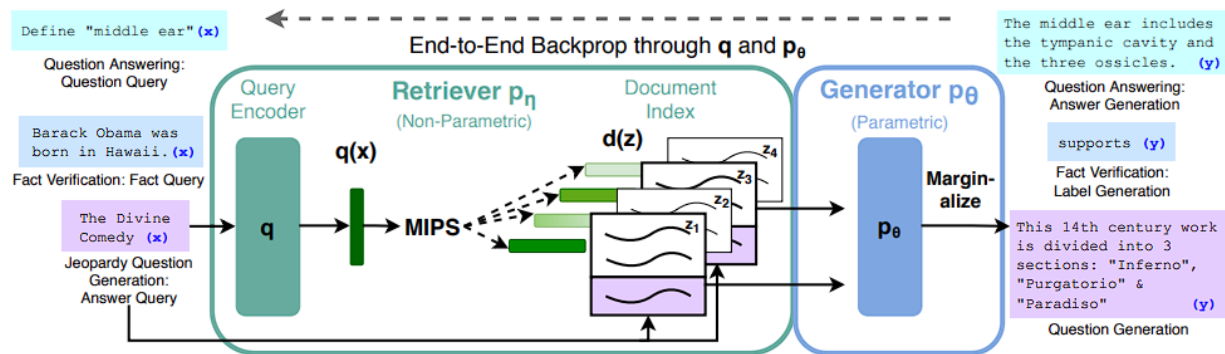 Define "middle ear"(x)
Question Answering:
Question Query
Barack Obama was
born in Hawaii.(x)
Fact Verification: Fact Query
The Divine
Comedy (x)
Jeopardy Question
Generation:
Answer Query
End-to-End Backprop through q and pθ
Query
Encoder
q
q(x)
Retriever pη
(Non-Parametric)
MIPS
Document
Index
d(z)
z4
z3
z2
z1
Generator pθ
(Parametric)
pθ
Margin-
alize
The middle ear includes
the tympanic cavity and
the three ossicles. (y)
Question Answering:
Answer Generation
supports (y)
Fact Verification:
Label Generation
This 14th century work
is divided into 3
sections: "Inferno",
"Purgatorio" &
"Paradiso" (y)
Question Generation